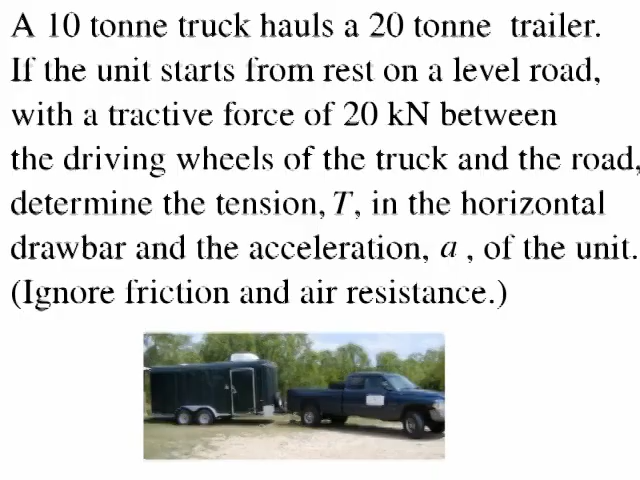 A 10 tonne truck hauls a 20 tonne trailer.
If the unit starts from rest on a level road,
with a tractive force of 20 kN between
the driving wheels of the truck and the road,
determine the tension, T, in the horizontal
drawbar and the acceleration, a , of the unit.
(Ignore friction and air resistance.)